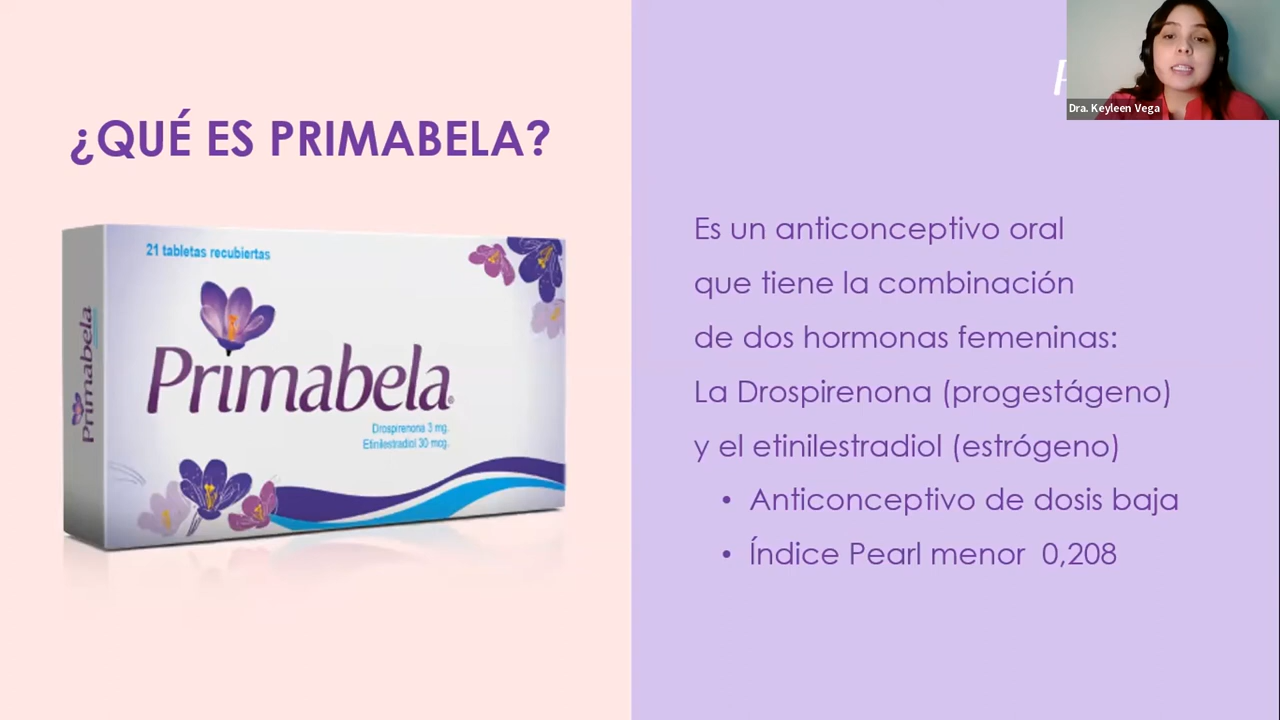 ¿QUÉ ES PRIMABELA?
21 tabletas recubiertas
Primabela
Primabela®
Drospirenona 3 mg.
Etinilestradiol 30 mcg.
Es un anticonceptivo oral
que tiene la combinación
de dos hormonas femeninas:
La Drospirenona (progestágeno)
y el etinilestradiol (estrógeno)
• Anticonceptivo de dosis baja
• Índice Pearl menor 0,208
Dra. Keyleen Vega